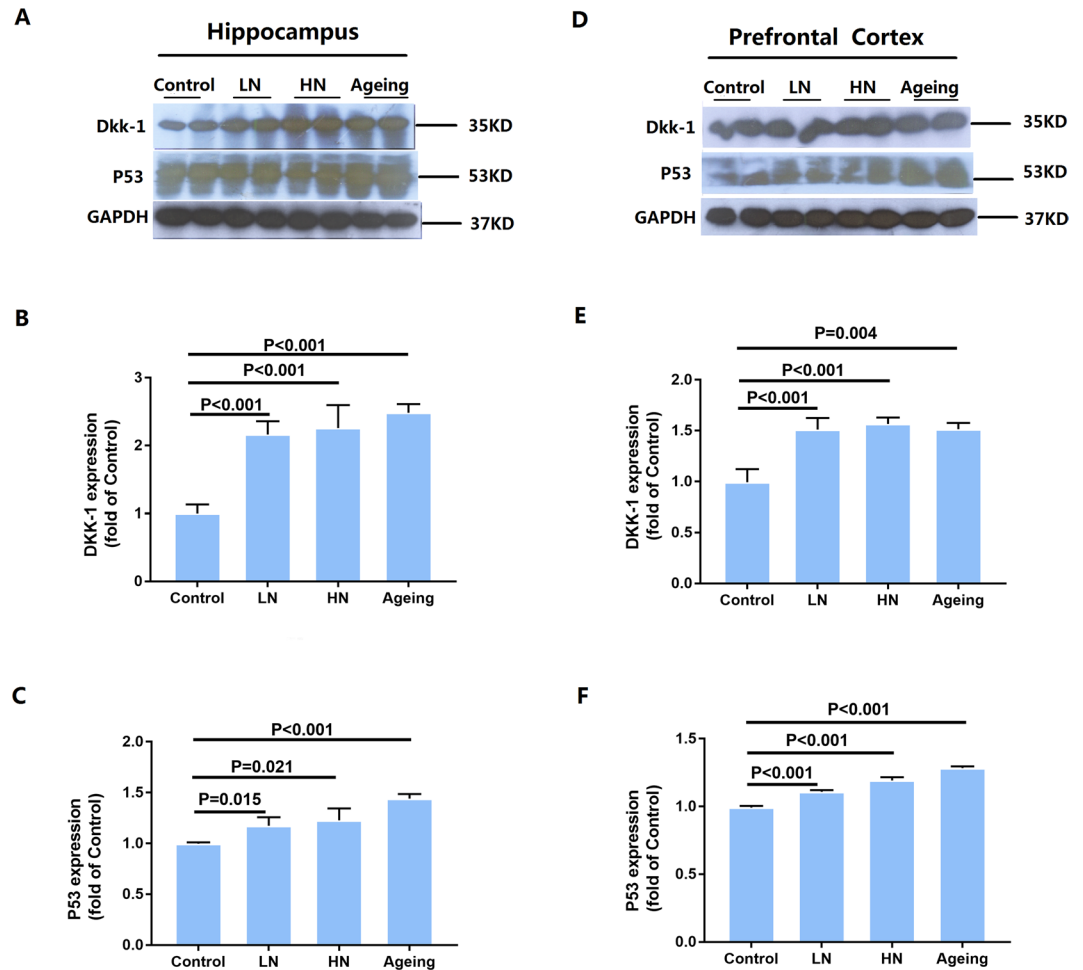 A
Hippocampus
Control LN HN Ageing
Dkk-1 35KD
P53 53KD
GAPDH 37KD
D
Prefrontal Cortex
Control LN HN Ageing
Dkk-1 35KD
P53 53KD
GAPDH 37KD
B
P<0.001
P<0.001
P<0.001
DKK-1 expression
(fold of Control)
3
2
1
0
Control LN HN Ageing
E
P=0.004
P<0.001
P<0.001
DKK-1 expression
(fold of Control)
2.0
1.5
1.0
0.5
0.0
Control LN HN Ageing
C
P<0.001
P=0.021
P=0.015
P53 expression
(fold of Control)
2.0
1.5
1.0
0.5
0.0
Control LN HN Ageing
F
P<0.001
P<0.001
P<0.001
P53 expression
(fold of Control)
1.5
1.0
0.5
0.0
Control LN HN Ageing